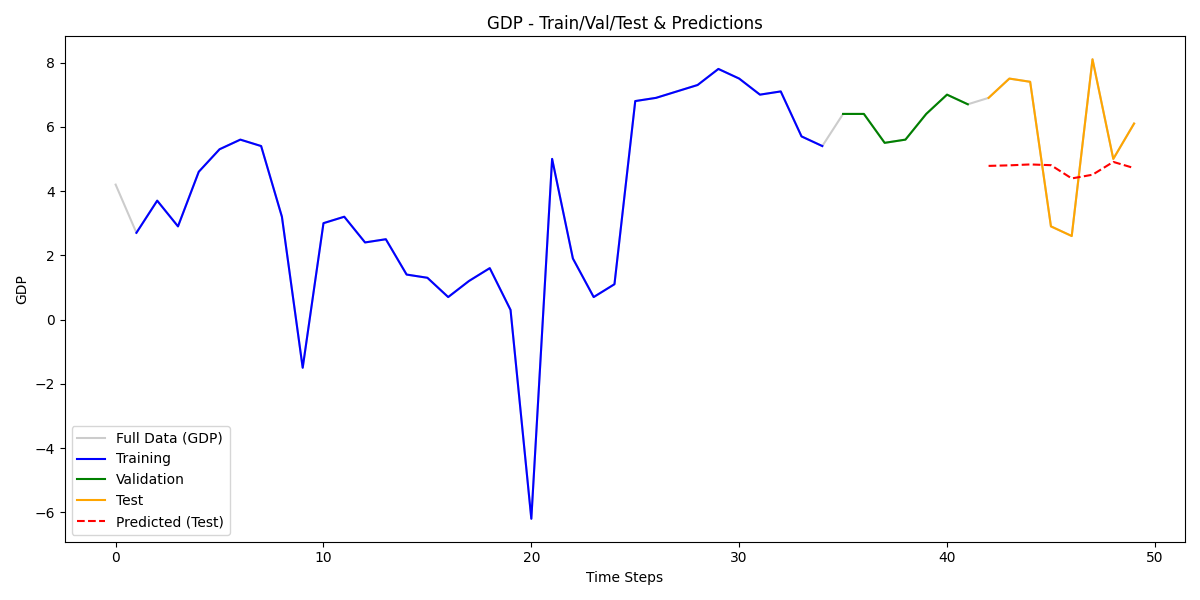 GDP - Train/Val/Test & Predictions
8
6
4
2
0
−2
−4
−6
GDP
Full Data (GDP)
Training
Validation
Test
Predicted (Test)
0 10 20 30 40 50
Time Steps